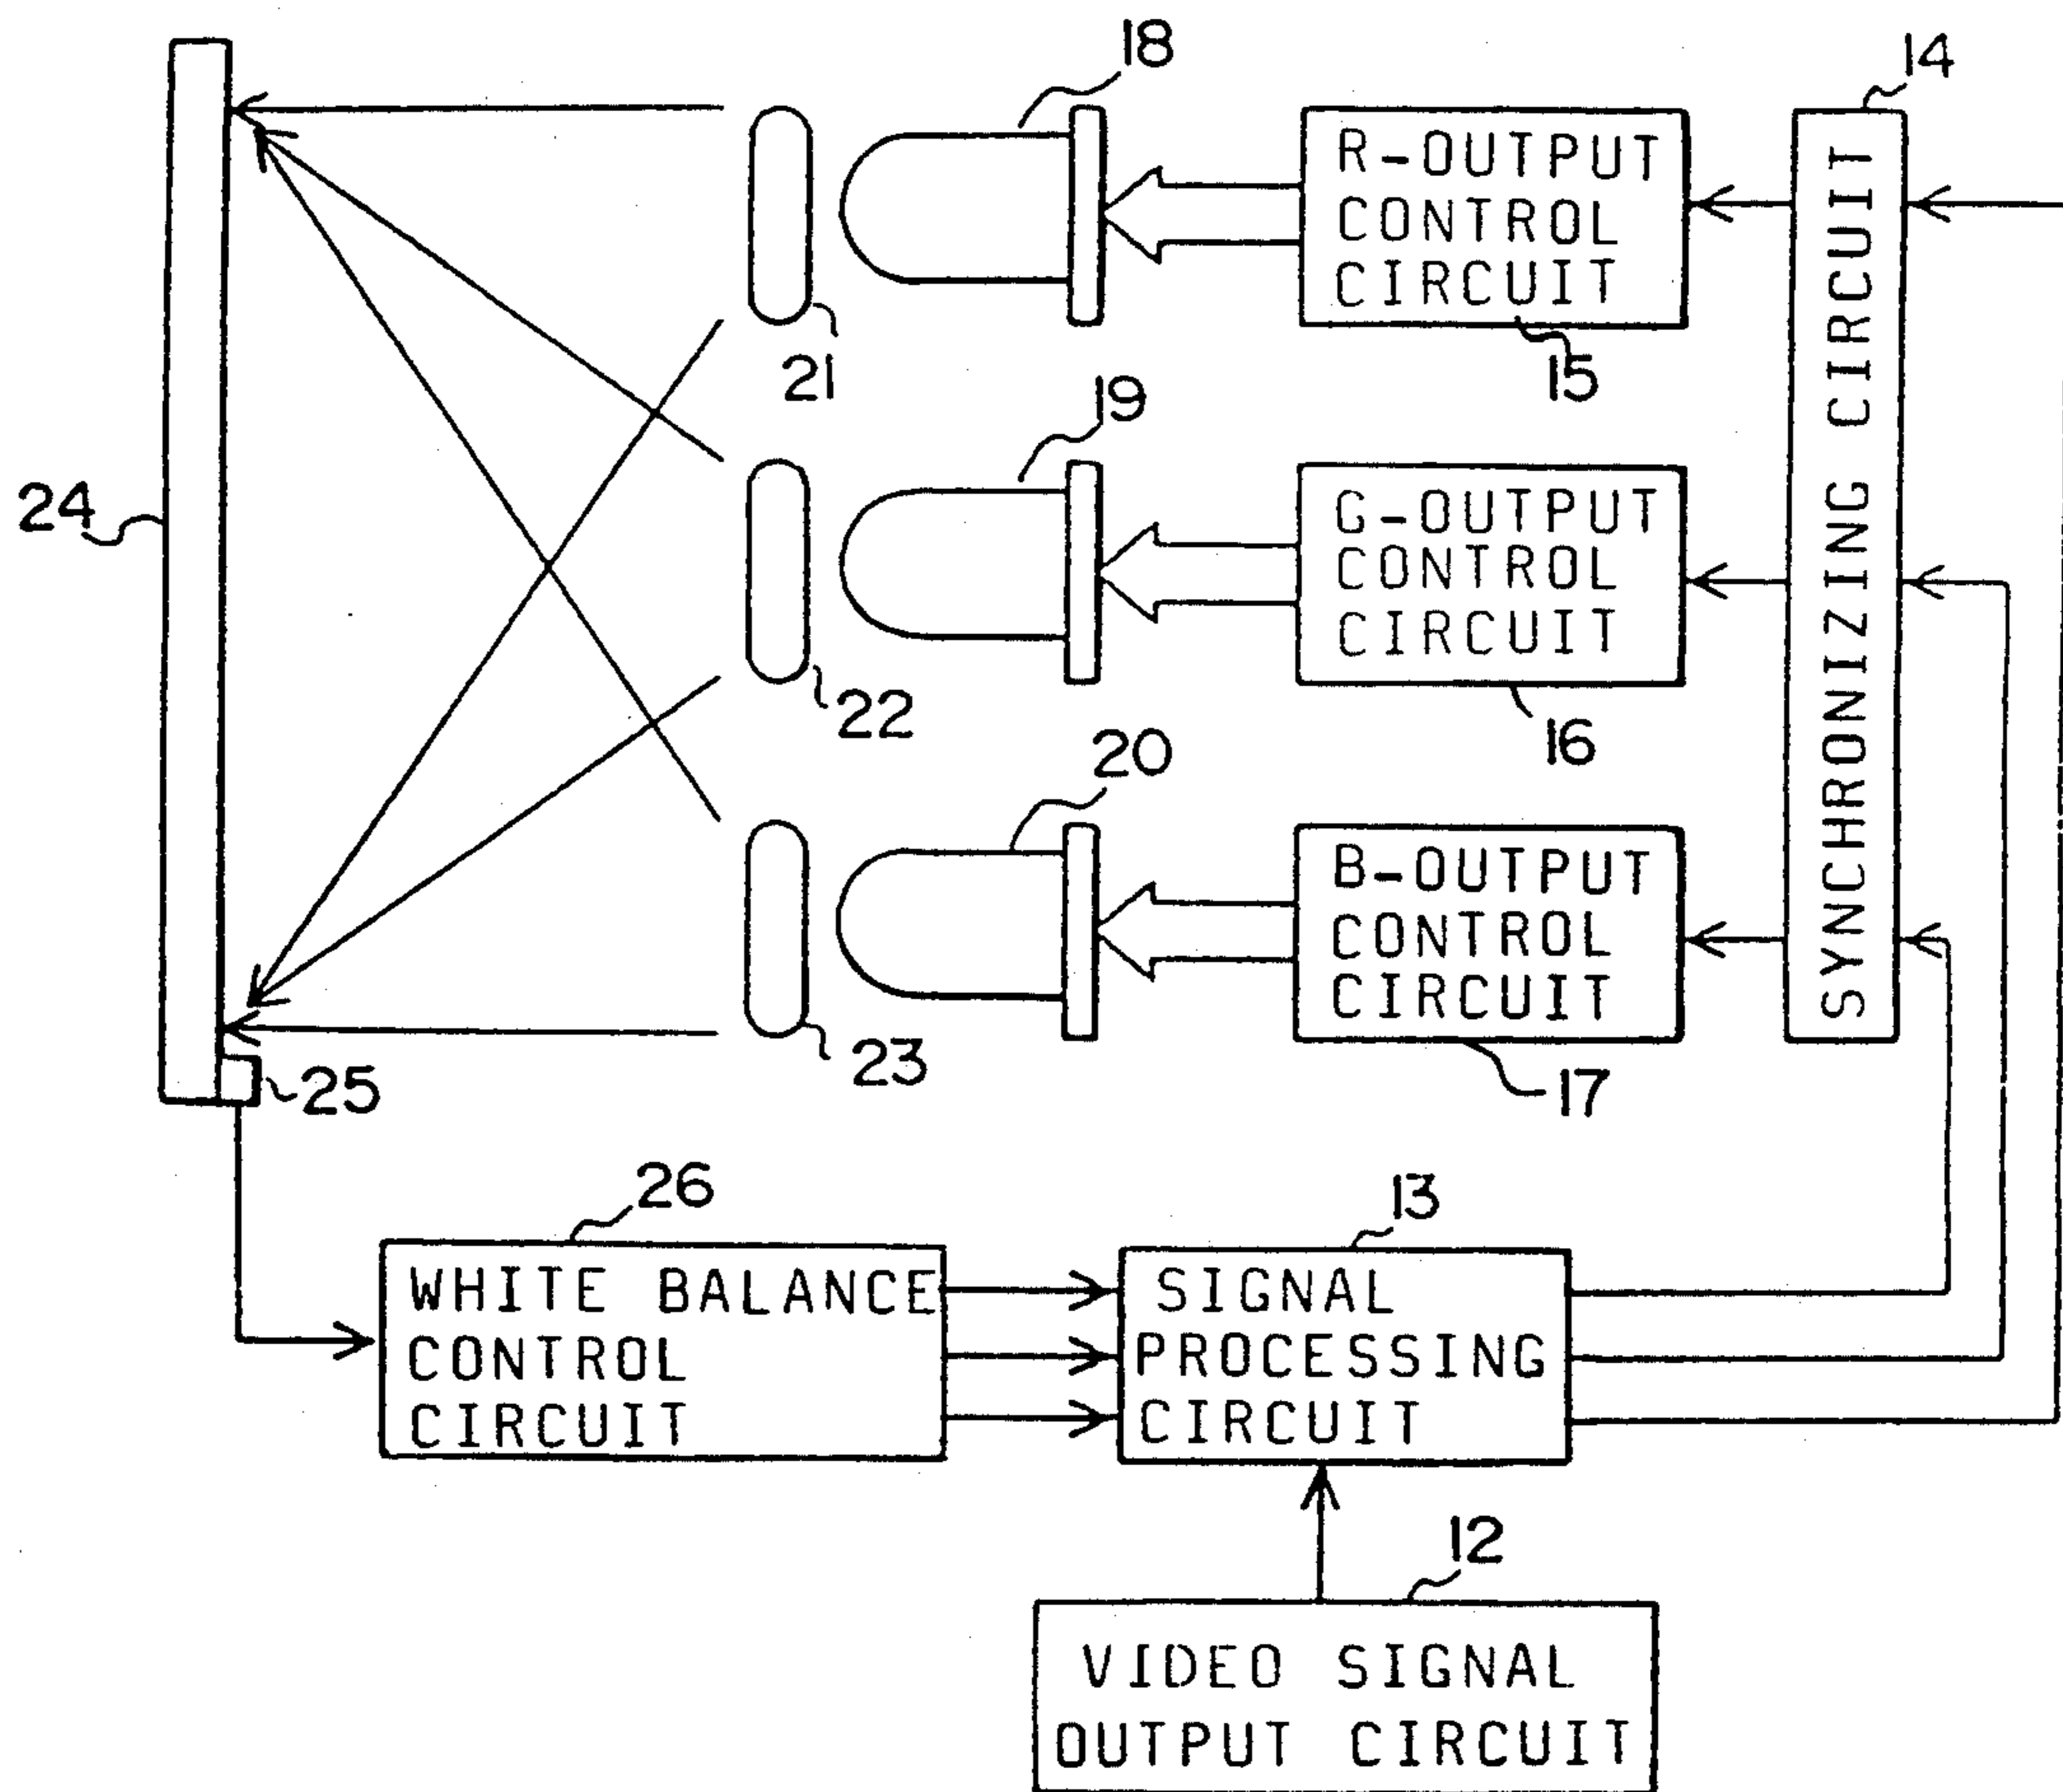 18
14
R-OUTPUT
CONTROL
CIRCUIT
21
15
SYNCHRONIZING CIRCUIT
19
24
G-OUTPUT
CONTROL
CIRCUIT
22
16
20
B-OUTPUT
CONTROL
CIRCUIT
23
25
17
26
13
WHITE BALANCE
CONTROL
CIRCUIT
SIGNAL
PROCESSING
CIRCUIT
12
VIDEO SIGNAL
OUTPUT CIRCUIT